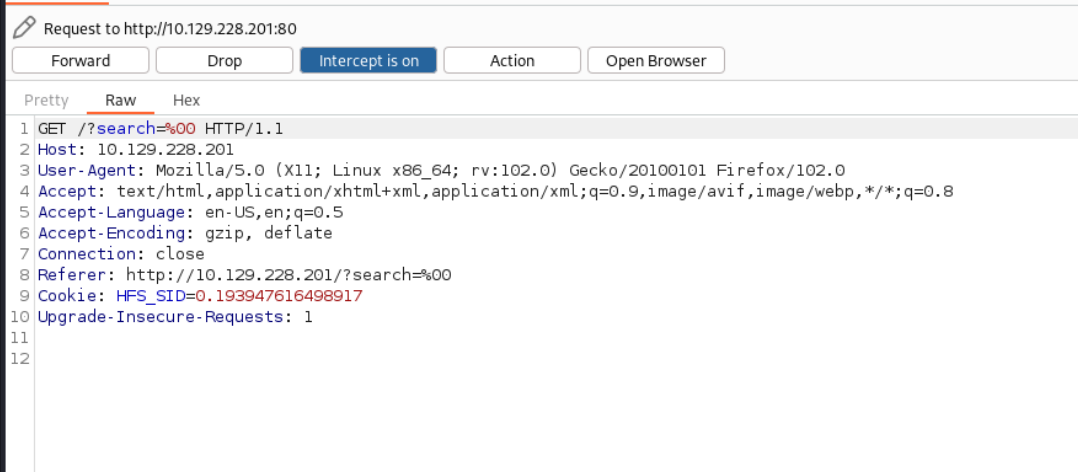 Request to http://10.129.228.201:80
Forward Drop Intercept is on Action Open Browser
Pretty Raw Hex
1 GET /?search=%00 HTTP/1.1
2 Host: 10.129.228.201
3 User-Agent: Mozilla/5.0 (X11; Linux x86_64; rv:102.0) Gecko/20100101 Firefox/102.0
4 Accept: text/html,application/xhtml+xml,application/xml;q=0.9,image/avif,image/webp,*/*;q=0.8
5 Accept-Language: en-US,en;q=0.5
6 Accept-Encoding: gzip, deflate
7 Connection: close
8 Referer: http://10.129.228.201/?search=%00
9 Cookie: HFS_SID=0.193947616498917
10 Upgrade-Insecure-Requests: 1
11
12